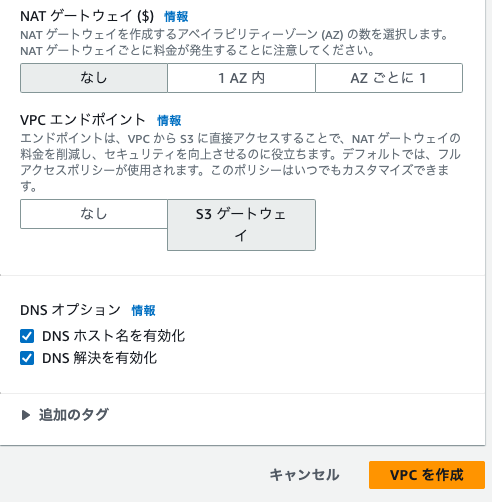 NAT ゲートウェイ ($) 情報
NAT ゲートウェイを作成するアベイラビリティーゾーン (AZ) の数を選択します。
NAT ゲートウェイごとに料金が発生することに注意してください。
なし 1 AZ 内 AZ ごとに 1
VPC エンドポイント 情報
エンドポイントは、VPC から S3 に直接アクセスすることで、NAT ゲートウェイの
料金を削減し、セキュリティを向上させるのに役立ちます。デフォルトでは、フル
アクセスポリシーが使用されます。このポリシーはいつでもカスタマイズできま
す。
なし S3 ゲートウェ
イ
DNS オプション 情報
DNS ホスト名を有効化
DNS 解決を有効化
追加のタグ
キャンセル VPC を作成